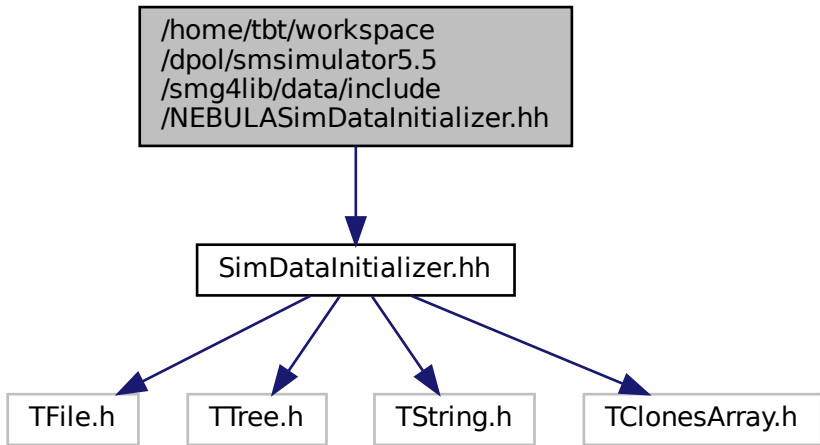 /home/tbt/workspace
/dpol/smsimulator5.5
/smg4lib/data/include
/NEBULASimDataInitializer.hh
SimDataInitializer.hh
TFile.h
TTree.h
TString.h
TClonesArray.h